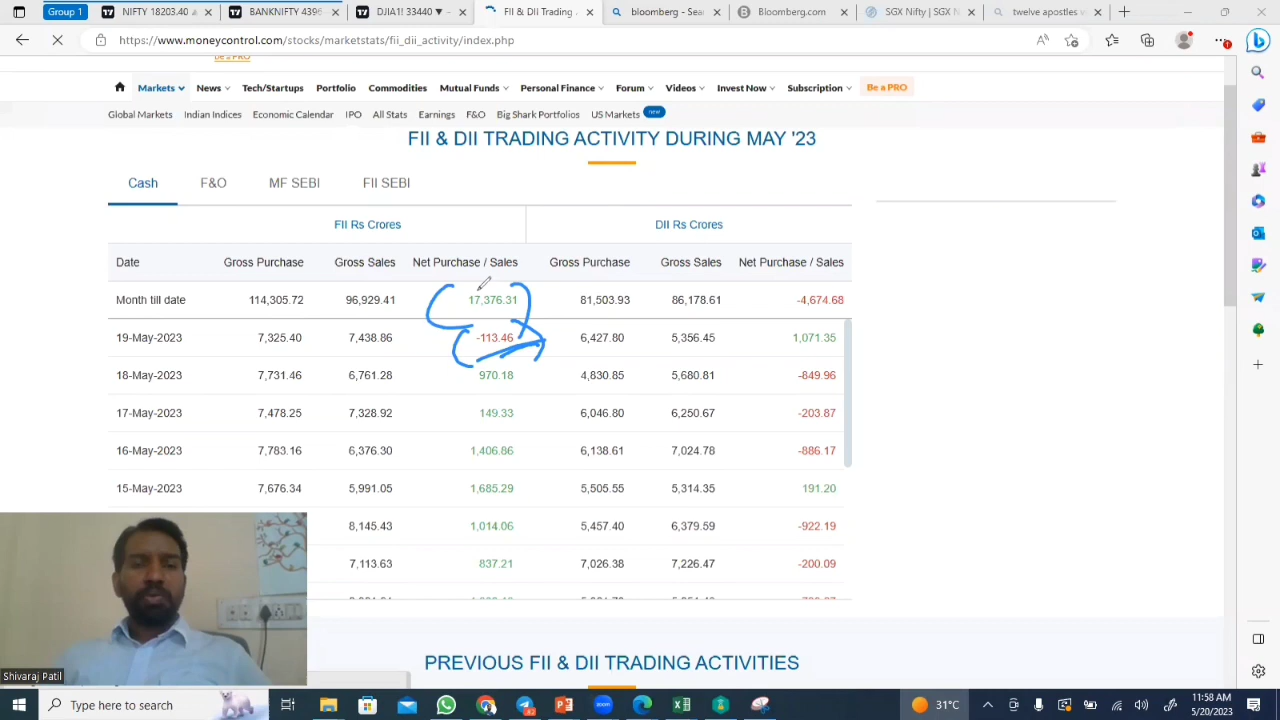 Group 1
NIFTY 18203.40
BANKNIFTY 4396
DJIA1! 33440
FII & DII Trading
bloomberg - Sea
Bloomberg
SGX Nifty | SGX N
twelve apostles v
https://www.moneycontrol.com/stocks/marketstats/fii_dii_activity/index.php
Be a PRO
Markets News Tech/Startups Portfolio Commodities Mutual Funds Personal Finance Forum Videos Invest Now Subscription Be a PRO
Global Markets Indian Indices Economic Calendar IPO All Stats Earnings F&O Big Shark Portfolios US Markets new
FII & DII TRADING ACTIVITY DURING MAY '23
Cash F&O MF SEBI FII SEBI
FII Rs Crores DII Rs Crores
Date Gross Purchase Gross Sales Net Purchase / Sales Gross Purchase Gross Sales Net Purchase / Sales
Month till date 114,305.72 96,929.41 17,376.31 81,503.93 86,178.61 -4,674.68
19-May-2023 7,325.40 7,438.86 -113.46 6,427.80 5,356.45 1,071.35
18-May-2023 7,731.46 6,761.28 970.18 4,830.85 5,680.81 -849.96
17-May-2023 7,478.25 7,328.92 149.33 6,046.80 6,250.67 -203.87
16-May-2023 7,783.16 6,376.30 1,406.86 6,138.61 7,024.78 -886.17
15-May-2023 7,676.34 5,991.05 1,685.29 5,505.55 5,314.35 191.20
8,145.43 1,014.06 5,457.40 6,379.59 -922.19
7,113.63 837.21 7,026.38 7,226.47 -200.09
PREVIOUS FII & DII TRADING ACTIVITIES
Shivaraj Patil
Type here to search
zoom
31°C
11:58 AM
5/20/2023